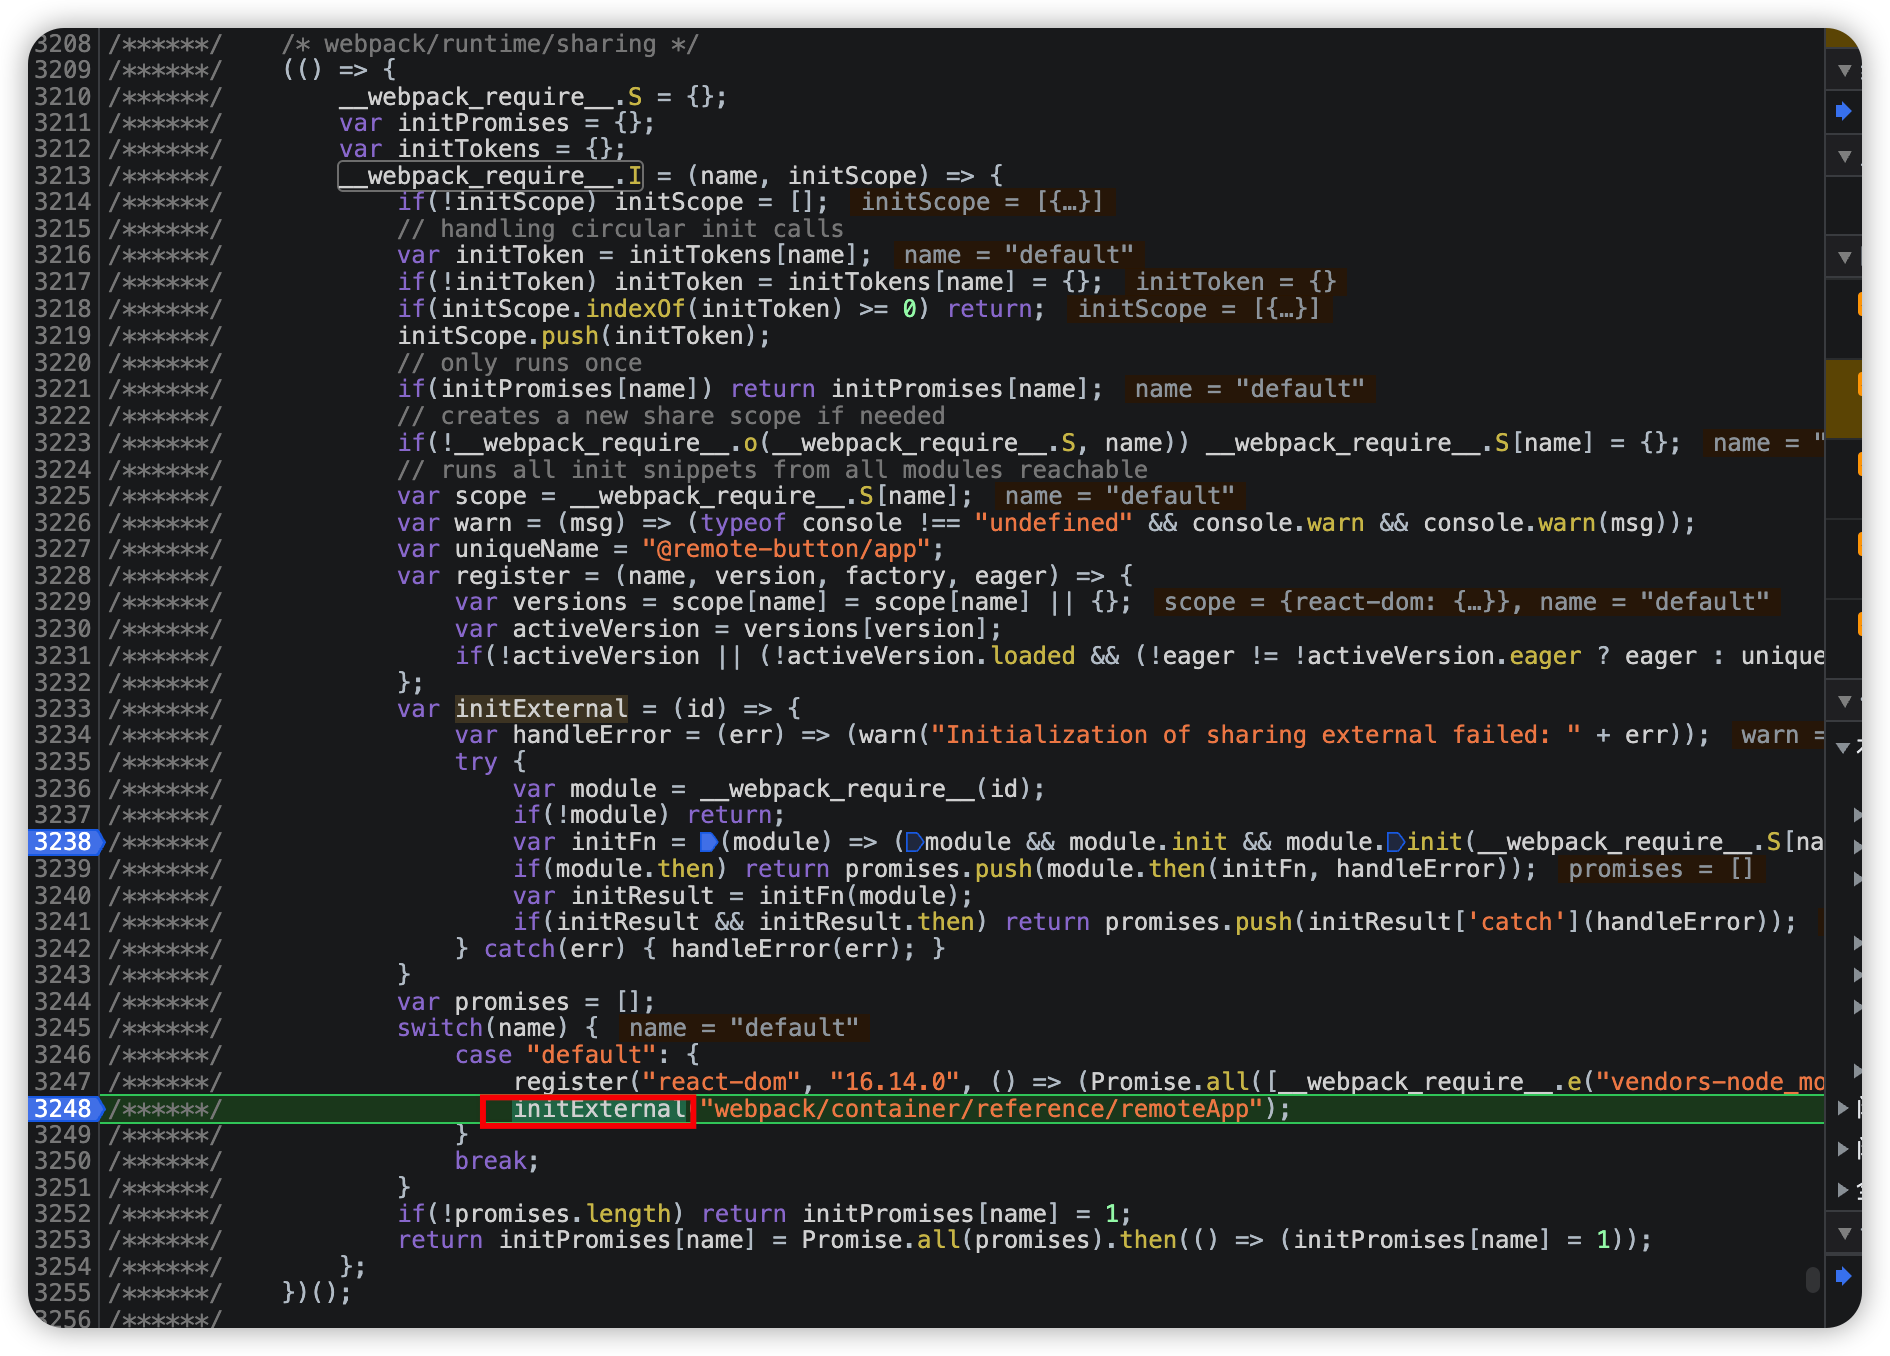 3208 /******/ /* webpack/runtime/sharing */
3209 /******/ (() => {
3210 /******/ __webpack_require__.S = {};
3211 /******/ var initPromises = {};
3212 /******/ var initTokens = {};
3213 /******/ __webpack_require__.I = (name, initScope) => {
3214 /******/ if(!initScope) initScope = []; initScope = [{…}]
3215 /******/ // handling circular init calls
3216 /******/ var initToken = initTokens[name]; name = "default"
3217 /******/ if(!initToken) initToken = initTokens[name] = {}; initToken = {}
3218 /******/ if(initScope.indexOf(initToken) >= 0) return; initScope = [{…}]
3219 /******/ initScope.push(initToken);
3220 /******/ // only runs once
3221 /******/ if(initPromises[name]) return initPromises[name]; name = "default"
3222 /******/ // creates a new share scope if needed
3223 /******/ if(!__webpack_require__.o(__webpack_require__.S, name)) __webpack_require__.S[name] = {}; name = "
3224 /******/ // runs all init snippets from all modules reachable
3225 /******/ var scope = __webpack_require__.S[name]; name = "default"
3226 /******/ var warn = (msg) => (typeof console !== "undefined" && console.warn && console.warn(msg));
3227 /******/ var uniqueName = "@remote-button/app";
3228 /******/ var register = (name, version, factory, eager) => {
3229 /******/ var versions = scope[name] = scope[name] || {}; scope = {react-dom: {…}}, name = "default"
3230 /******/ var activeVersion = versions[version];
3231 /******/ if(!activeVersion || (!activeVersion.loaded && (!eager != !activeVersion.eager ? eager : unique
3232 /******/ };
3233 /******/ var initExternal = (id) => {
3234 /******/ var handleError = (err) => (warn("Initialization of sharing external failed: " + err)); warn =
3235 /******/ try {
3236 /******/ var module = __webpack_require__(id);
3237 /******/ if(!module) return;
3238 /******/ var initFn = (module) => (module && module.init && module.init(__webpack_require__.S[na
3239 /******/ if(module.then) return promises.push(module.then(initFn, handleError)); promises = []
3240 /******/ var initResult = initFn(module);
3241 /******/ if(initResult && initResult.then) return promises.push(initResult['catch'](handleError));
3242 /******/ } catch(err) { handleError(err); }
3243 /******/ }
3244 /******/ var promises = [];
3245 /******/ switch(name) { name = "default"
3246 /******/ case "default": {
3247 /******/ register("react-dom", "16.14.0", () => (Promise.all([__webpack_require__.e("vendors-node_mo
3248 /******/ initExternal("webpack/container/reference/remoteApp");
3249 /******/ }
3250 /******/ break;
3251 /******/ }
3252 /******/ if(!promises.length) return initPromises[name] = 1;
3253 /******/ return initPromises[name] = Promise.all(promises).then(() => (initPromises[name] = 1));
3254 /******/ };
3255 /******/ })();
3256 /******/